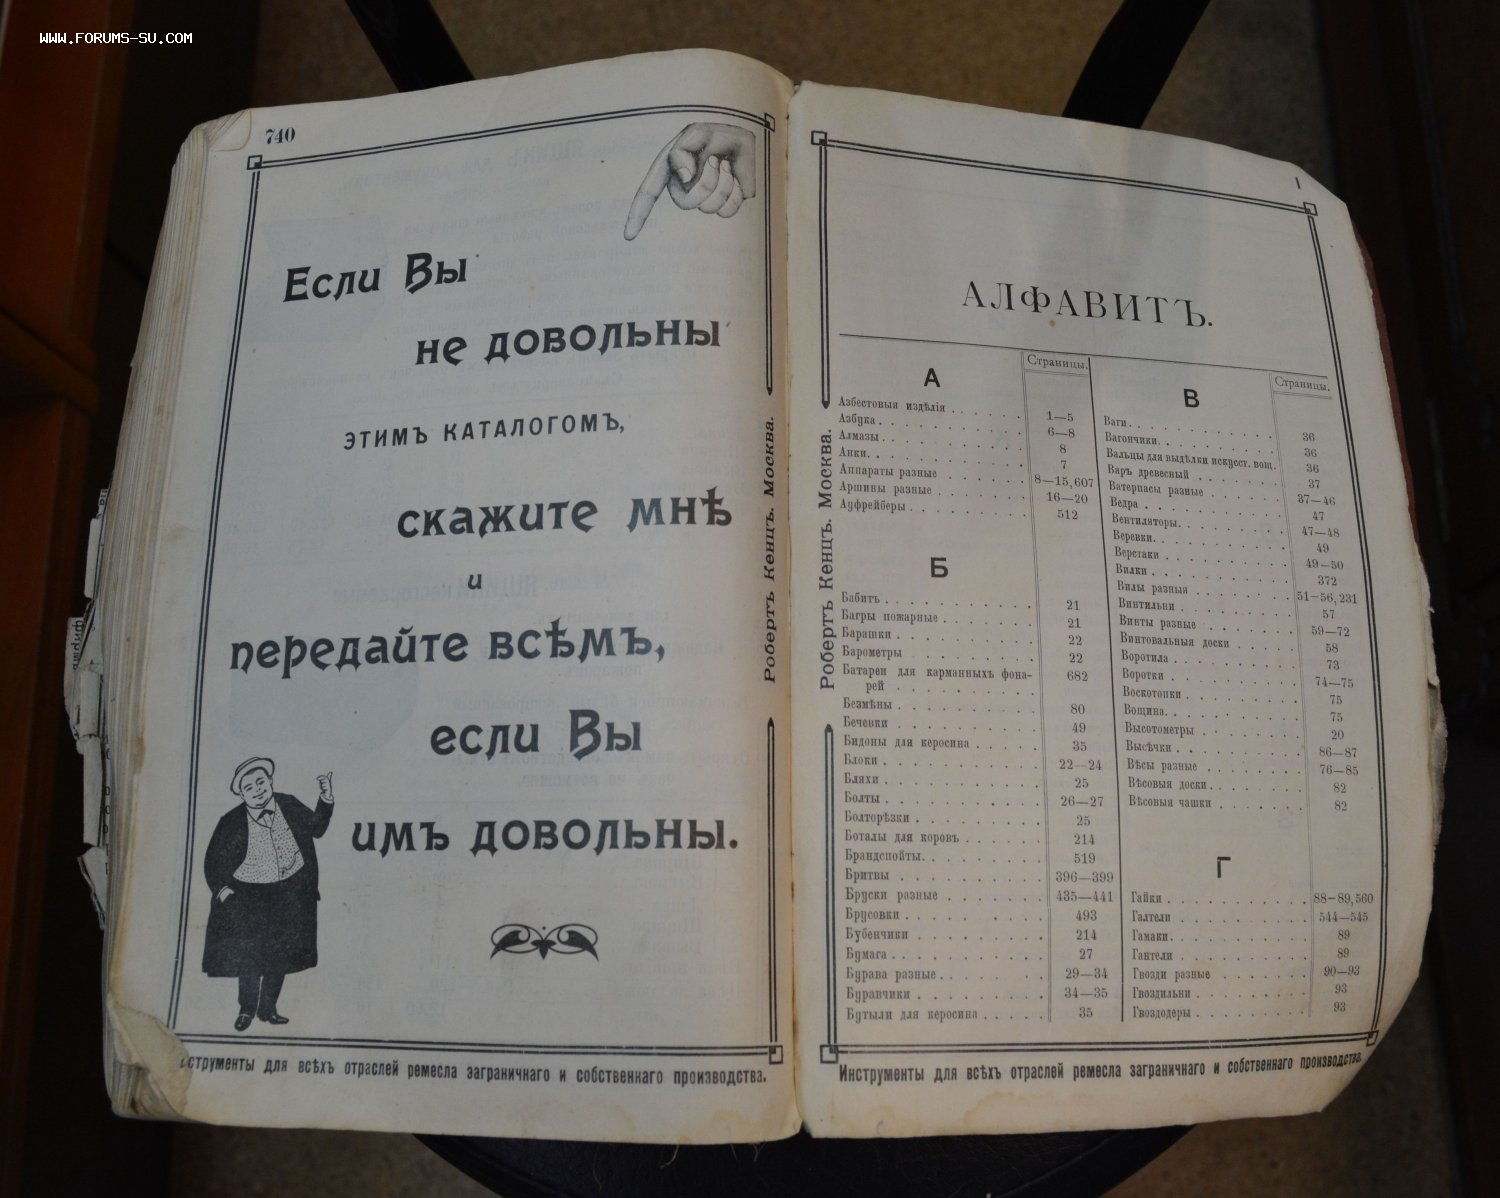 www.forums-su.com
740
Если Вы
не довольны
этимъ каталогомъ,
скажите мнѣ
и
передайте всѣмъ,
если Вы
имъ довольны.
Робертъ Кенцъ. Москва.
струменты для всѣхъ отраслей ремесла заграничнаго и собственнаго производства.
I
АЛФАВИТЪ.
Робертъ Кенцъ. Москва.
Страницы.
А
Азбестовыя издѣлія . . . . . . 1—5
Азбука . . . . . . 6—8
Алмазы . . . . . . 8
Анки . . . . . . 7
Аппараты разные . . . . . . 8—15, 607
Аршины разные . . . . . . 16—20
Ауфрейберы . . . . . . 512
Б
Бабитъ . . . . . . 21
Багры пожарные . . . . . . 21
Барашки . . . . . . 22
Барометры . . . . . . 22
Батареи для карманныхъ фона-
рей . . . . . . 682
Безмѣны . . . . . . 80
Бечевки . . . . . . 49
Бидоны для керосина . . . . . . 35
Блоки . . . . . . 22—24
Бляхи . . . . . . 25
Болты . . . . . . 26—27
Болторѣзки . . . . . . 25
Боталы для коровъ . . . . . . 214
Брандспойты . . . . . . 519
Бритвы . . . . . . 396—399
Бруски разные . . . . . . 435—441
Брусовки . . . . . . 493
Бубенчики . . . . . . 214
Бумага . . . . . . 27
Бурава разные . . . . . . 29—34
Буравчики . . . . . . 34—35
Бутыли для керосина . . . . . . 35
Страницы.
В
Ваги . . . . . . 36
Вагончики . . . . . . 36
Вальцы для выдѣлки искусст. вощ. 36
Варъ древесный . . . . . . 37
Ватерпасы разные . . . . . . 37—46
Ведра . . . . . . 47
Вентиляторы . . . . . . 47—48
Веревки . . . . . . 49
Верстаки . . . . . . 49—50
Вилки . . . . . . 372
Вилы разныя . . . . . . 51—56, 231
Винтильни . . . . . . 57
Винты разные . . . . . . 59—72
Винтовальныя доски . . . . . . 58
Воротила . . . . . . 73
Воротки . . . . . . 74—75
Воскотопки . . . . . . 75
Вощина . . . . . . 75
Высотометры . . . . . . 20
Высѣчки . . . . . . 86—87
Вѣсы разные . . . . . . 76—85
Вѣсовыя доски . . . . . . 82
Вѣсовыя чашки . . . . . . 82
Г
Гайки . . . . . . 88—89, 560
Галтели . . . . . . 544—545
Гамаки . . . . . . 89
Гантели . . . . . . 89
Гвозди разные . . . . . . 90—93
Гвоздильни . . . . . . 93
Гвоздодеры . . . . . . 93
Инструменты для всѣхъ отраслей ремесла заграничнаго и собственнаго производства.